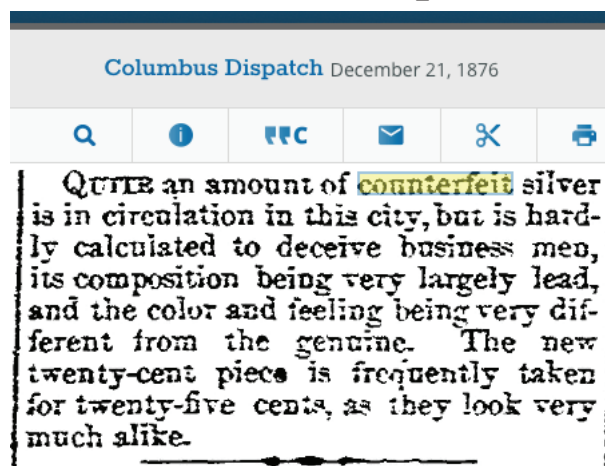 Columbus Dispatch December 21, 1876
QUITE an amount of counterfeit silver
is in circulation in this city, but is hard-
ly calculated to deceive business men,
its composition being very largely lead,
and the color and feeling being very dif-
ferent from the genuine. The new
twenty-cent piece is frequently taken
for twenty-five cents, as they look very
much alike.